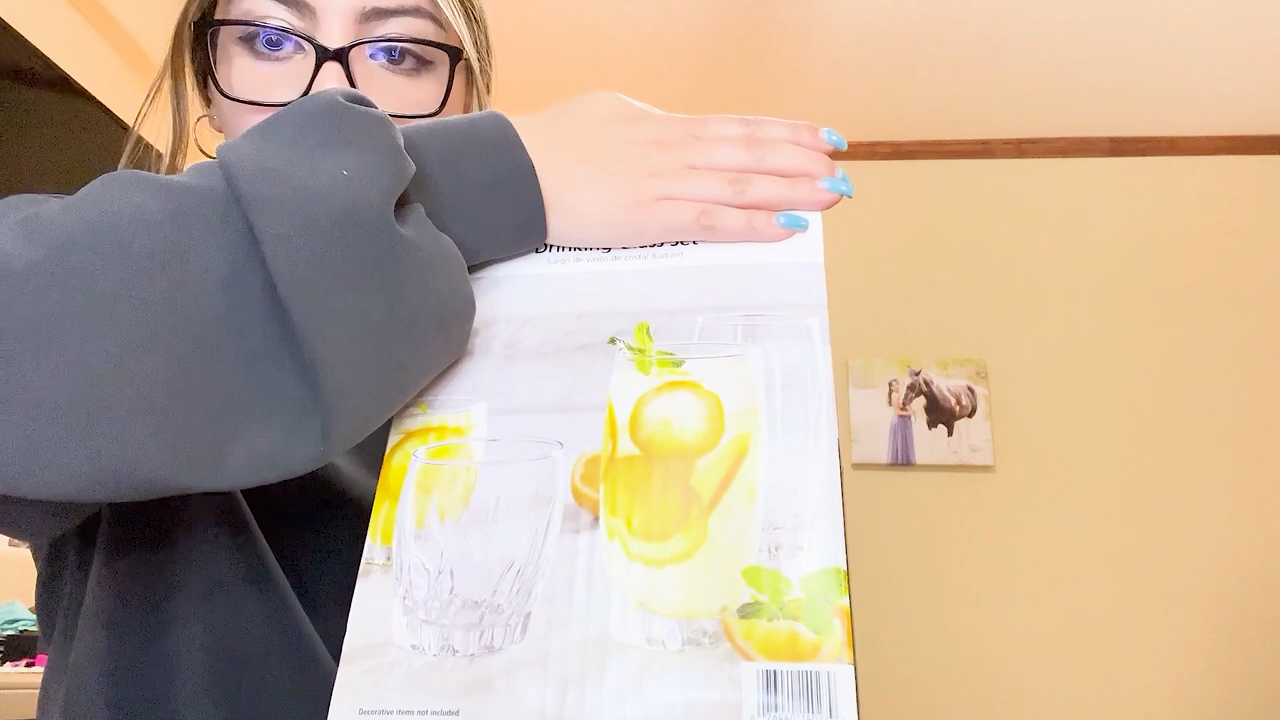 Drinking Glass Set
Juego de vasos de cristal Radiant
Decorative items not included